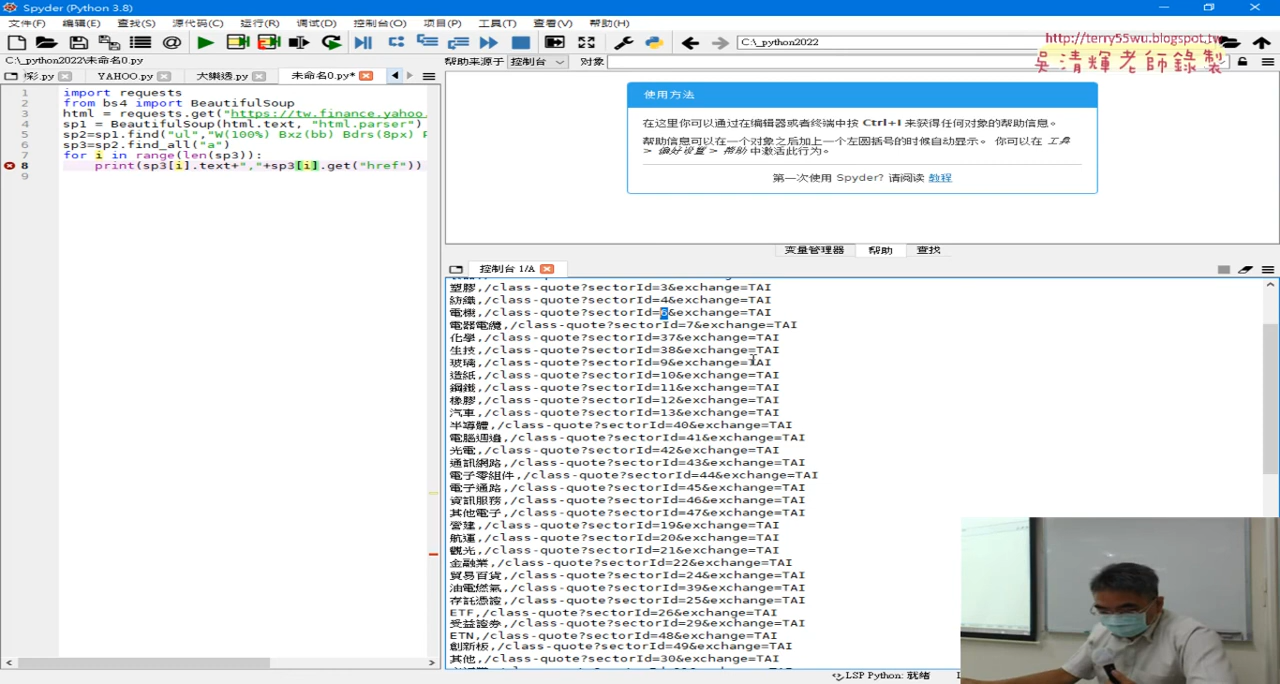 Spyder (Python 3.8)
文件(F) 编辑(E) 查找(S) 源代码(C) 运行(R) 调试(D) 控制台(O) 项目(P) 工具(T) 查看(V) 帮助(H)
C:\_python2022
http://terry55wu.blogspot.tw
吳清輝老師錄製
C:\_python2022\未命名0.py
帮助来源于 控制台 对象
彩.py YAHOO.py 大樂透.py 未命名0.py*
1 import requests
2 from bs4 import BeautifulSoup
3 html = requests.get("https://tw.finance.yahoo.
4 sp1 = BeautifulSoup(html.text, "html.parser")
5 sp2=sp1.find("ul","W(100%) Bxz(bb) Bdrs(8px)
6 sp3=sp2.find_all("a")
7 for i in range(len(sp3)):
8 print(sp3[i].text+","+sp3[i].get("href"))
9
使用方法
在这里你可以通过在编辑器或者终端中按 Ctrl+I 来获得任何对象的帮助信息。
帮助信息可以在一个对象之后加上一个左圆括号的时候自动显示。 你可以在 工具
> 偏好设置 > 帮助 中激活此行为。
第一次使用 Spyder? 请阅读 教程
变量管理器 帮助 查找
控制台 1/A
塑膠,/class-quote?sectorId=3&exchange=TAI
紡織,/class-quote?sectorId=4&exchange=TAI
電機,/class-quote?sectorId=6&exchange=TAI
電器電纜,/class-quote?sectorId=7&exchange=TAI
化學,/class-quote?sectorId=37&exchange=TAI
生技,/class-quote?sectorId=38&exchange=TAI
玻璃,/class-quote?sectorId=9&exchange=TAI
造紙,/class-quote?sectorId=10&exchange=TAI
鋼鐵,/class-quote?sectorId=11&exchange=TAI
橡膠,/class-quote?sectorId=12&exchange=TAI
汽車,/class-quote?sectorId=13&exchange=TAI
半導體,/class-quote?sectorId=40&exchange=TAI
電腦週邊,/class-quote?sectorId=41&exchange=TAI
光電,/class-quote?sectorId=42&exchange=TAI
通訊網路,/class-quote?sectorId=43&exchange=TAI
電子零組件,/class-quote?sectorId=44&exchange=TAI
電子通路,/class-quote?sectorId=45&exchange=TAI
資訊服務,/class-quote?sectorId=46&exchange=TAI
其他電子,/class-quote?sectorId=47&exchange=TAI
營建,/class-quote?sectorId=19&exchange=TAI
航運,/class-quote?sectorId=20&exchange=TAI
觀光,/class-quote?sectorId=21&exchange=TAI
金融業,/class-quote?sectorId=22&exchange=TAI
貿易百貨,/class-quote?sectorId=24&exchange=TAI
油電燃氣,/class-quote?sectorId=39&exchange=TAI
存託憑證,/class-quote?sectorId=25&exchange=TAI
ETF,/class-quote?sectorId=26&exchange=TAI
受益證券,/class-quote?sectorId=29&exchange=TAI
ETN,/class-quote?sectorId=48&exchange=TAI
創新板,/class-quote?sectorId=49&exchange=TAI
其他,/class-quote?sectorId=30&exchange=TAI
LSP Python: 就绪